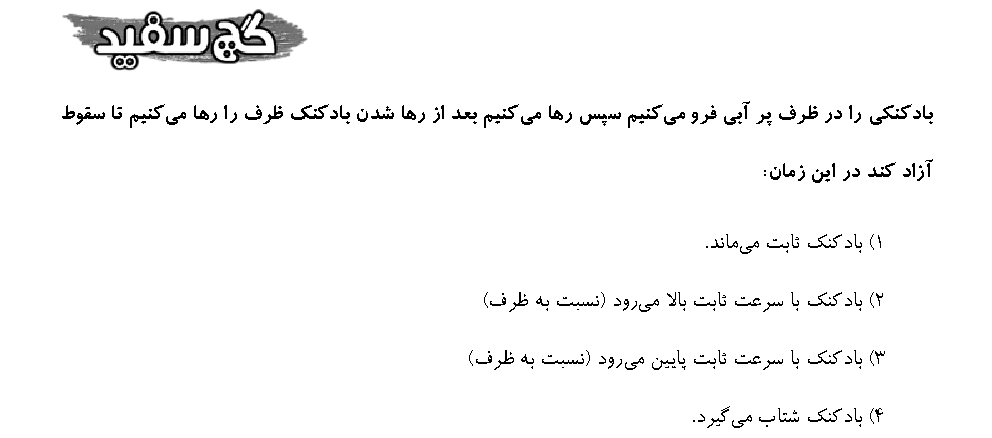 گچ سفید
بادکنکی را در ظرف پر آبی فرو می‌کنیم سپس رها می‌کنیم بعد از رها شدن بادکنک ظرف را رها می‌کنیم تا سقوط
آزاد کند در این زمان:
۱) بادکنک ثابت می‌ماند.
۲) بادکنک با سرعت ثابت بالا می‌رود (نسبت به ظرف)
۳) بادکنک با سرعت ثابت پایین می‌رود (نسبت به ظرف)
۴) بادکنک شتاب می‌گیرد.